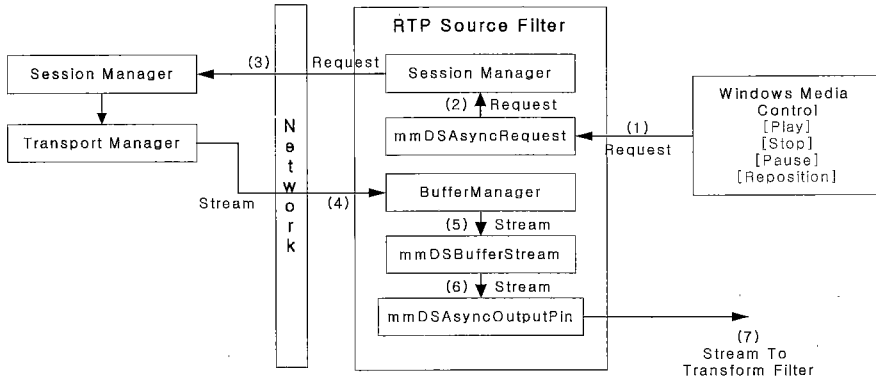 RTP Source Filter
(3) Request
Session Manager
Session Manager
(2) Request
Windows Media
Control
[Play]
[Stop]
[Pause]
[Reposition]
Transport Manager
mmDSAsyncRequest
(1)
Request
Network
BufferManager
Stream
(4)
(5) Stream
mmDSBufferStream
(6) Stream
mmDSAsyncOutputPin
(7)
Stream To
Transform Filter